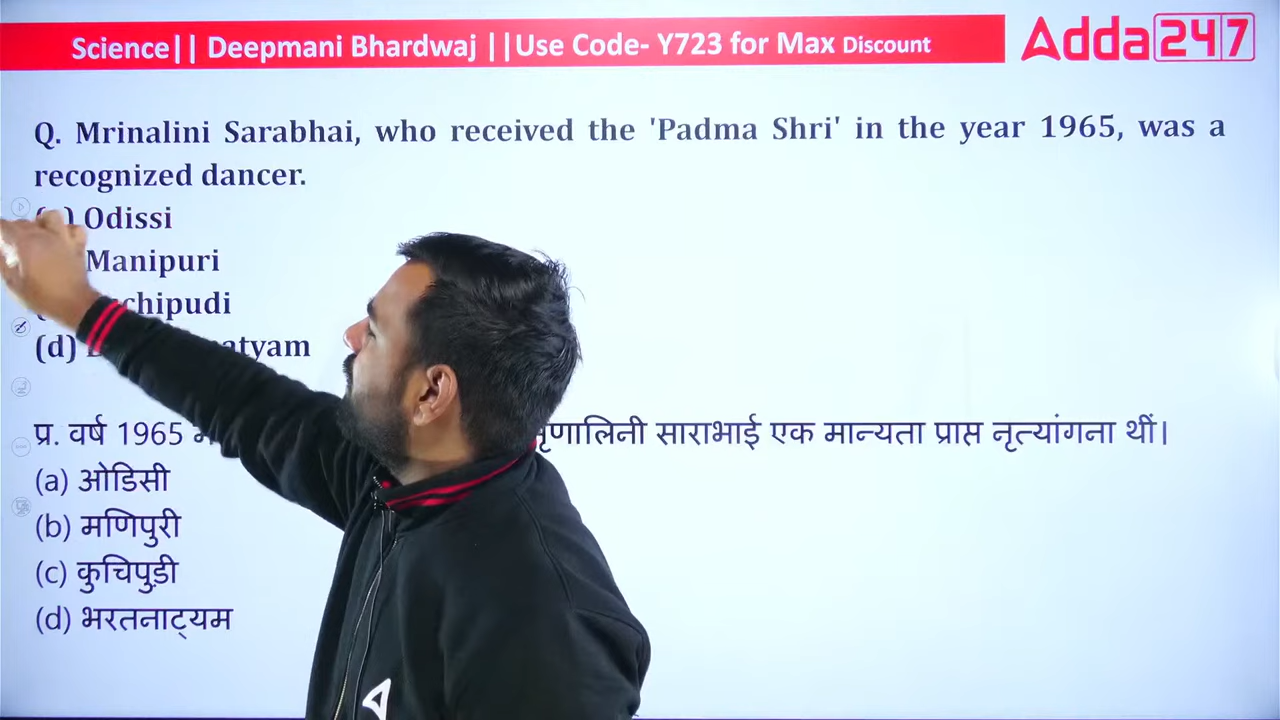 Science|| Deepmani Bhardwaj ||Use Code- Y723 for Max Discount
Adda247
Q. Mrinalini Sarabhai, who received the 'Padma Shri' in the year 1965, was a
recognized dancer.
Odissi
Manipuri
chipudi
(d) atyam
प्र. वर्ष 1965 मृणालिनी साराभाई एक मान्यता प्राप्त नृत्यांगना थीं।
(a) ओडिसी
(b) मणिपुरी
(c) कुचिपुड़ी
(d) भरतनाट्यम